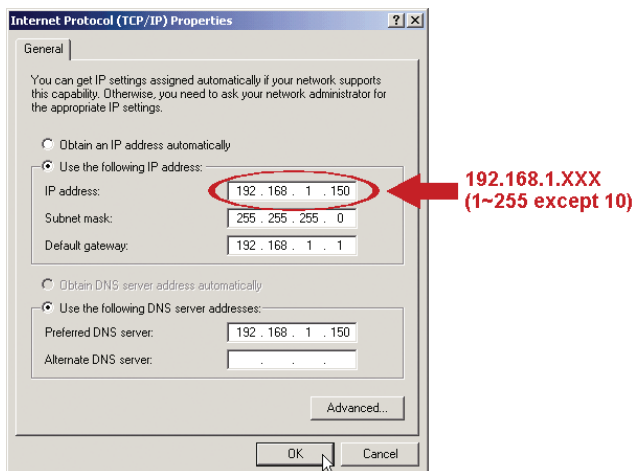 Internet Protocol (TCP/IP) Properties
General
You can get IP settings assigned automatically if your network supports
this capability. Otherwise, you need to ask your network administrator for
the appropriate IP settings.
Obtain an IP address automatically
Use the following IP address:
IP address: 192 . 168 . 1 . 150
Subnet mask: 255 . 255 . 255 . 0
Default gateway: 192 . 168 . 1 . 1
192.168.1.XXX
(1~255 except 10)
Obtain DNS server address automatically
Use the following DNS server addresses:
Preferred DNS server: 192 . 168 . 1 . 150
Alternate DNS server: . . .
Advanced...
OK
Cancel